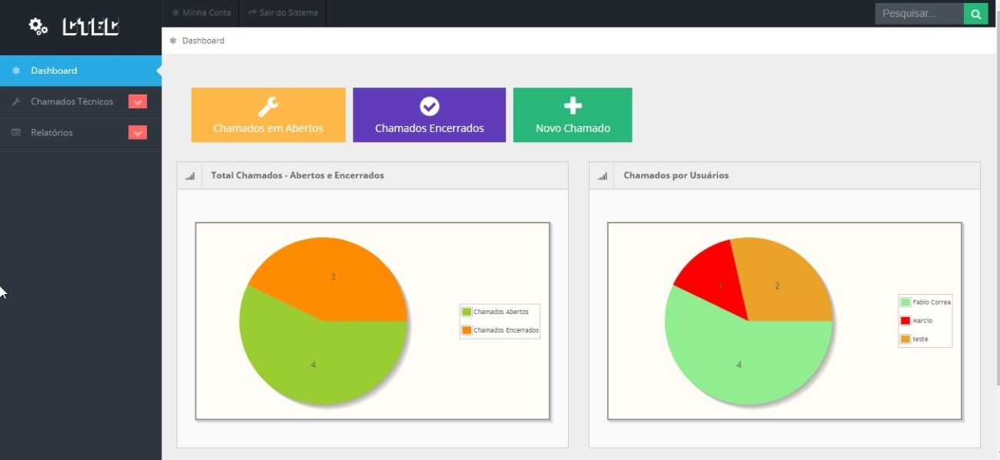 Minha Conta
Sair do Sistema
Pesquisar...
Dashboard
Dashboard
Chamados Técnicos
Relatórios
Chamados em Abertos
Chamados Encerrados
Novo Chamado
Total Chamados - Abertos e Encerrados
3
4
Chamados Abertos
Chamados Encerrados
Chamados por Usuários
1
2
4
Fabio Correa
Marcio
teste